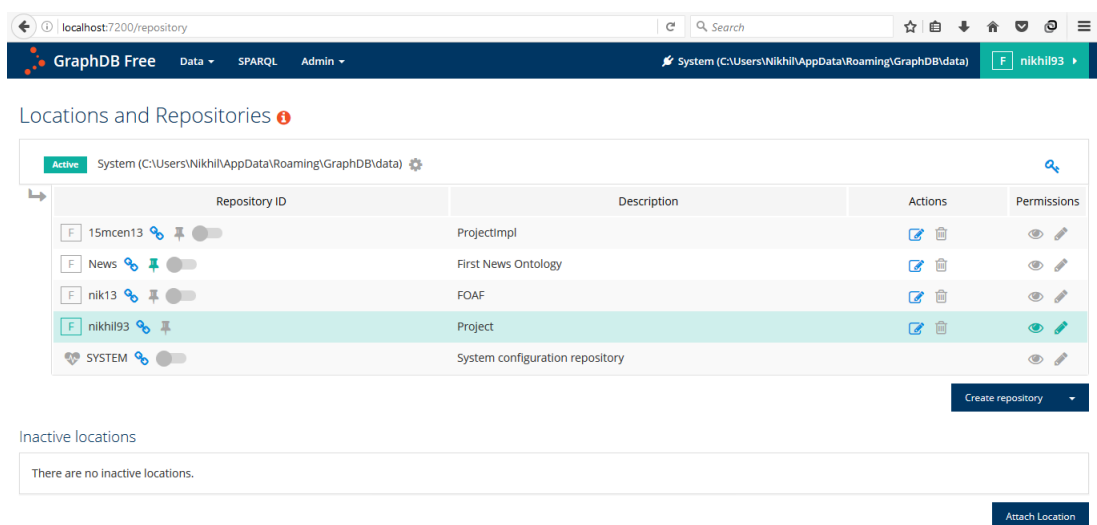 localhost:7200/repository Search
GraphDB Free Data SPARQL Admin System (C:\Users\Nikhil\AppData\Roaming\GraphDB\data) F nikhil93
Locations and Repositories
Active System (C:\Users\Nikhil\AppData\Roaming\GraphDB\data)
Repository ID Description Actions Permissions
F 15mcen13 ProjectImpl
F News First News Ontology
F nik13 FOAF
F nikhil93 Project
SYSTEM System configuration repository
Create repository
Inactive locations
There are no inactive locations.
Attach Location